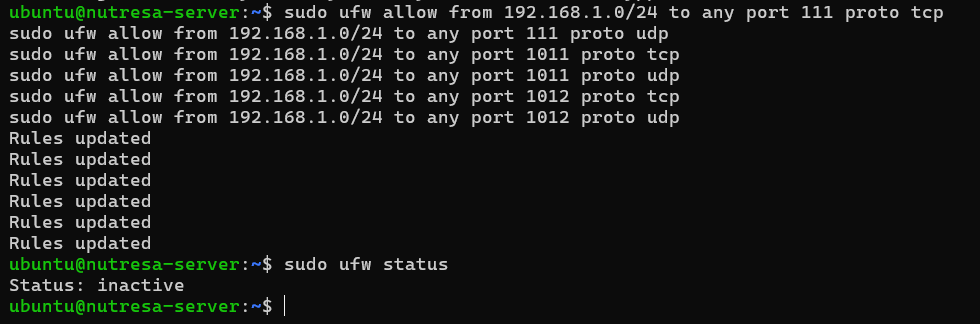 ubuntu@nutresa-server:~$ sudo ufw allow from 192.168.1.0/24 to any port 111 proto tcp
sudo ufw allow from 192.168.1.0/24 to any port 111 proto udp
sudo ufw allow from 192.168.1.0/24 to any port 1011 proto tcp
sudo ufw allow from 192.168.1.0/24 to any port 1011 proto udp
sudo ufw allow from 192.168.1.0/24 to any port 1012 proto tcp
sudo ufw allow from 192.168.1.0/24 to any port 1012 proto udp
Rules updated
Rules updated
Rules updated
Rules updated
Rules updated
Rules updated
ubuntu@nutresa-server:~$ sudo ufw status
Status: inactive
ubuntu@nutresa-server:~$